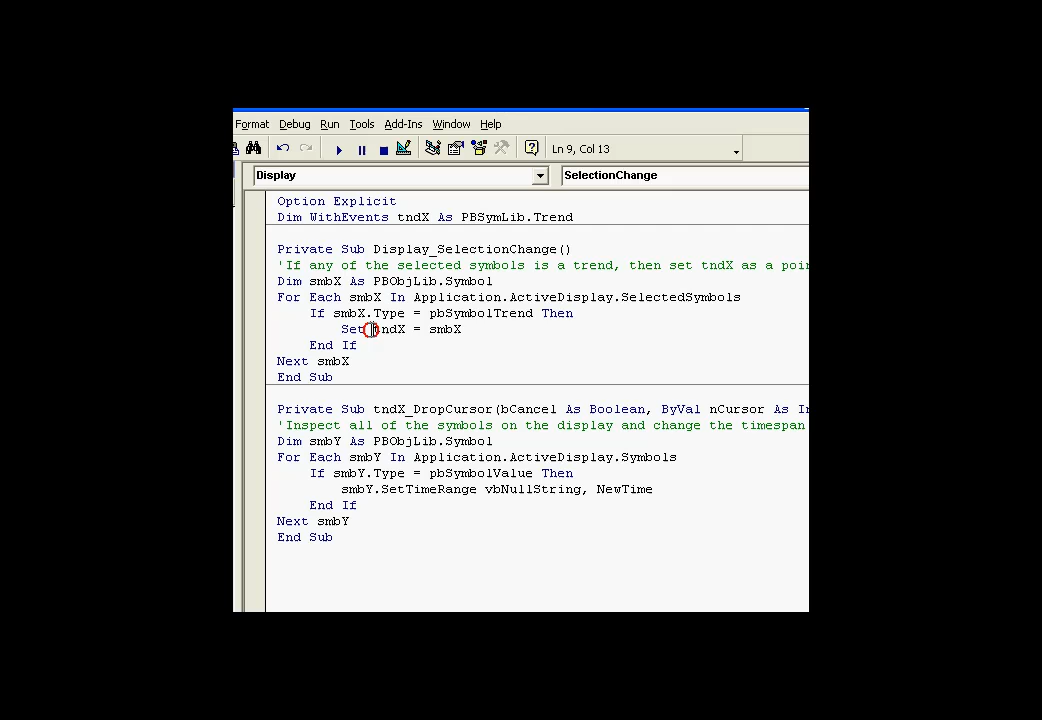 Format Debug Run Tools Add-Ins Window Help
Ln 9, Col 13
Display SelectionChange
Option Explicit
Dim WithEvents tndX As PBSymLib.Trend
Private Sub Display_SelectionChange()
'If any of the selected symbols is a trend, then set tndX as a
Dim smbX As PBObjLib.Symbol
For Each smbX In Application.ActiveDisplay.SelectedSymbols
If smbX.Type = pbSymbolTrend Then
Set tndX = smbX
End If
Next smbX
End Sub
Private Sub tndX_DropCursor(bCancel As Boolean, ByVal nCursor As
'Inspect all of the symbols on the display and change the timespan
Dim smbY As PBObjLib.Symbol
For Each smbY In Application.ActiveDisplay.Symbols
If smbY.Type = pbSymbolValue Then
smbY.SetTimeRange vbNullString, NewTime
End If
Next smbY
End Sub